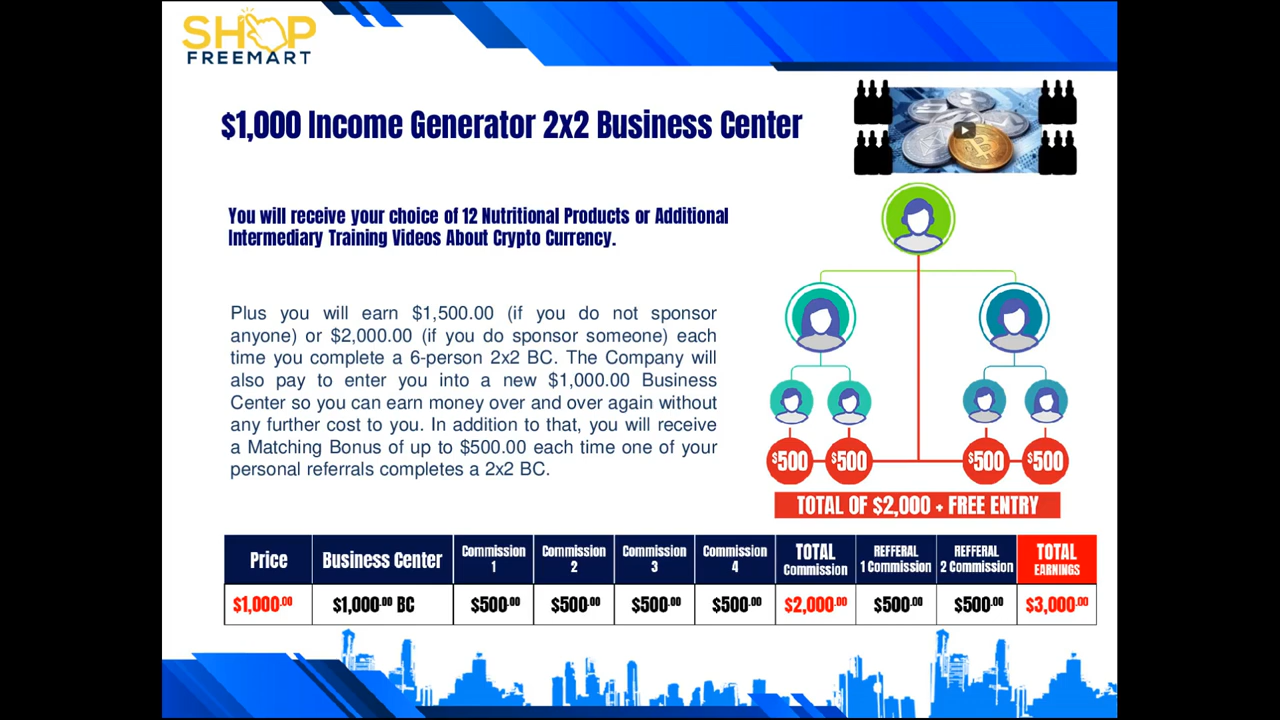 SHOP
FREEMART
$1,000 Income Generator 2x2 Business Center
You will receive your choice of 12 Nutritional Products or Additional
Intermediary Training Videos About Crypto Currency.
Plus you will earn $1,500.00 (if you do not sponsor
anyone) or $2,000.00 (if you do sponsor someone) each
time you complete a 6-person 2x2 BC. The Company will
also pay to enter you into a new $1,000.00 Business
Center so you can earn money over and over again without
any further cost to you. In addition to that, you will receive
a Matching Bonus of up to $500.00 each time one of your
personal referrals completes a 2x2 BC.
$500 $500 $500 $500
TOTAL OF $2,000 + FREE ENTRY
Price Business Center Commission 1 Commission 2 Commission 3 Commission 4 TOTAL Commission REFFERAL 1 Commission REFFERAL 2 Commission TOTAL EARNINGS
$1,000.00 $1,000.00 BC $500.00 $500.00 $500.00 $500.00 $2,000.00 $500.00 $500.00 $3,000.00